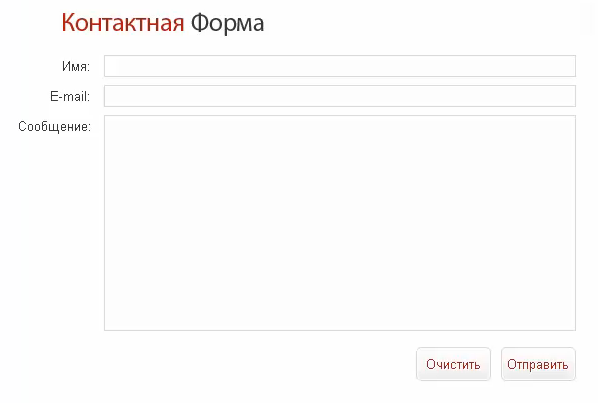 Контактная Форма
Имя:
E-mail:
Сообщение:
Очистить Отправить